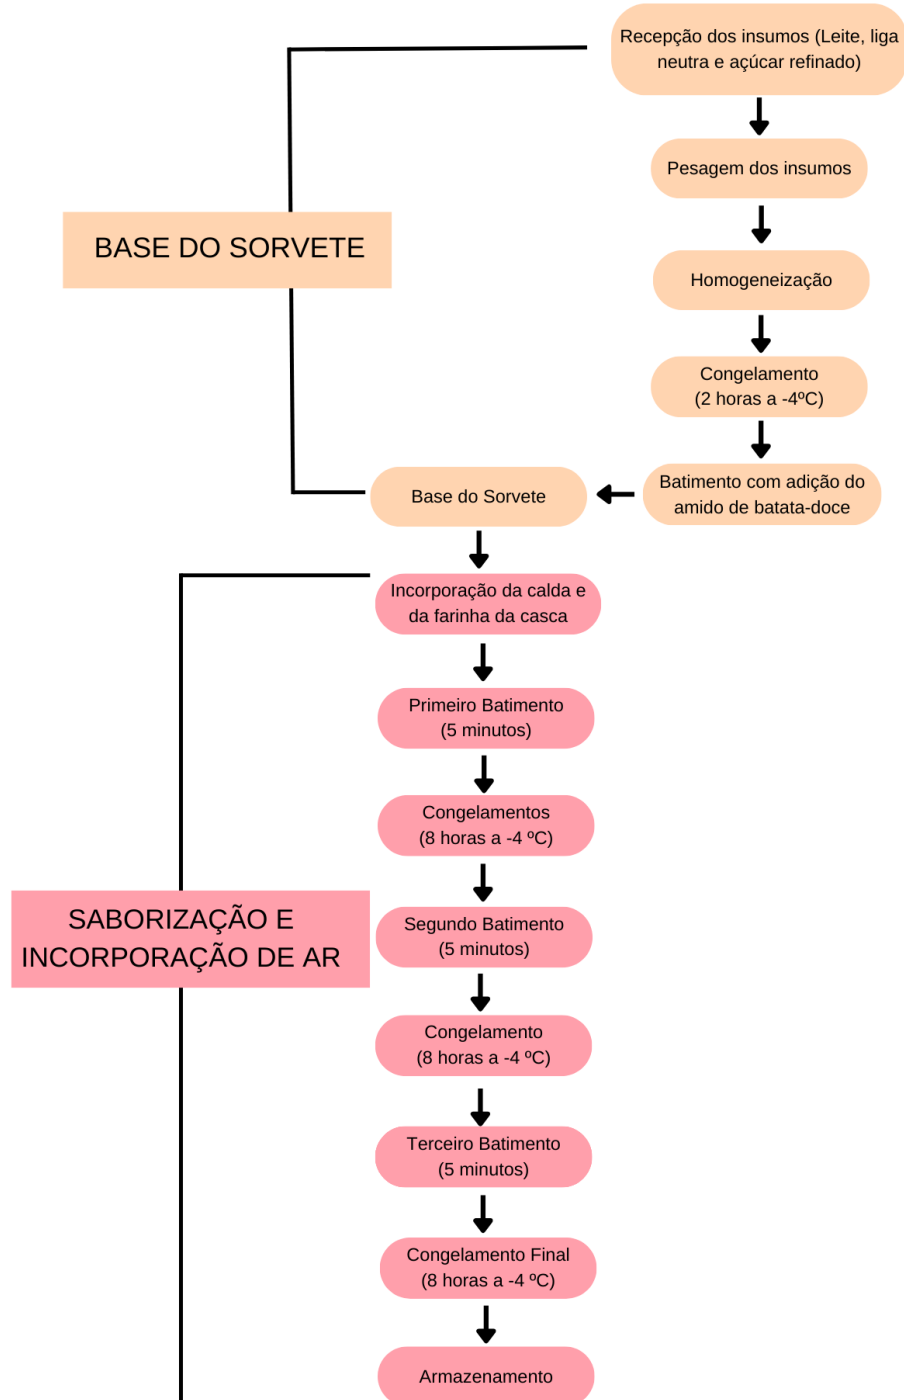 Recepção dos insumos (Leite, liga
neutra e açúcar refinado)
Pesagem dos insumos
BASE DO SORVETE
Homogeneização
Congelamento
(2 horas a -4ºC)
Batimento com adição do
amido de batata-doce
Base do Sorvete
Incorporação da calda e
da farinha da casca
Primeiro Batimento
(5 minutos)
Congelamentos
(8 horas a -4 ºC)
SABORIZAÇÃO E
INCORPORAÇÃO DE AR
Segundo Batimento
(5 minutos)
Congelamento
(8 horas a -4 ºC)
Terceiro Batimento
(5 minutos)
Congelamento Final
(8 horas a -4 ºC)
Armazenamento